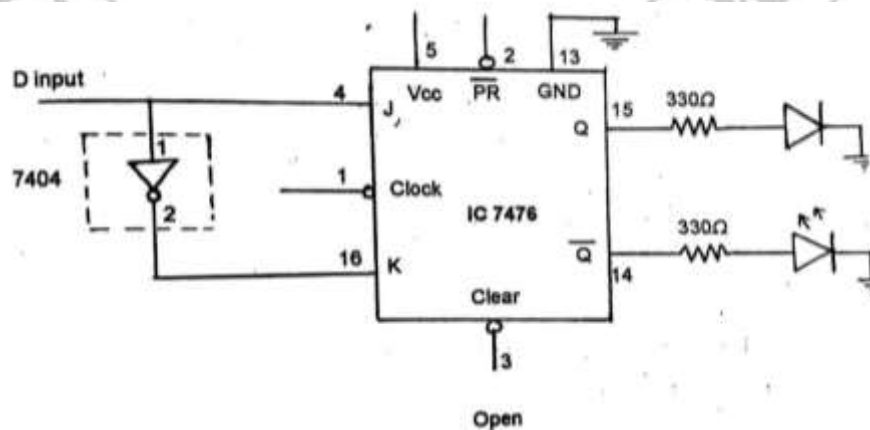 5
2
13
D input
4
J
Vcc
P̅R̅
GND
15
330Ω
Q
1
7404
1
Clock
2
IC 7476
330Ω
16
K
Q̅
14
Clear
3
Open